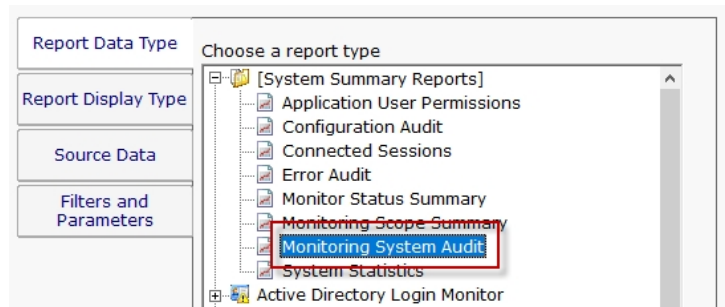 Report Data Type
Choose a report type
[System Summary Reports]
Report Display Type
Application User Permissions
Configuration Audit
Source Data
Connected Sessions
Error Audit
Filters and
Parameters
Monitor Status Summary
Monitoring Scope Summary
Monitoring System Audit
System Statistics
Active Directory Login Monitor